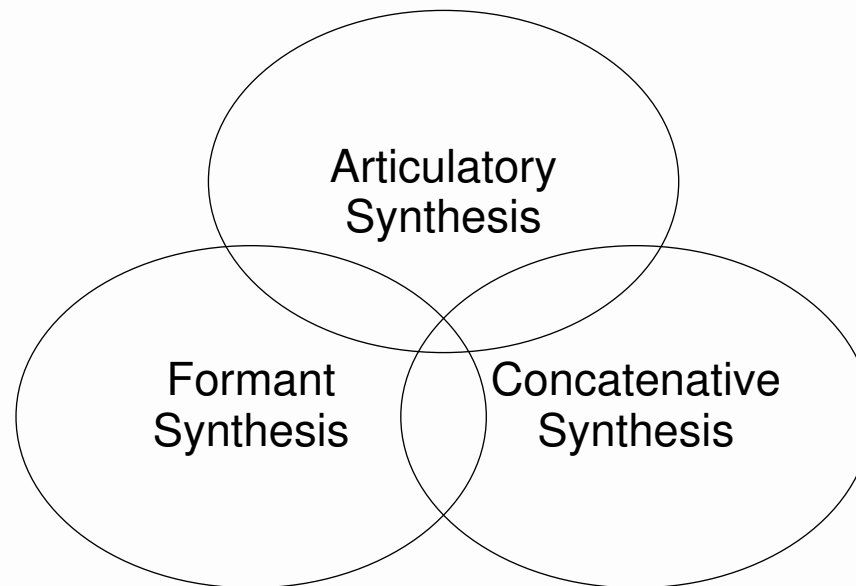 Articulatory
Synthesis
Formant
Synthesis
Concatenative
Synthesis